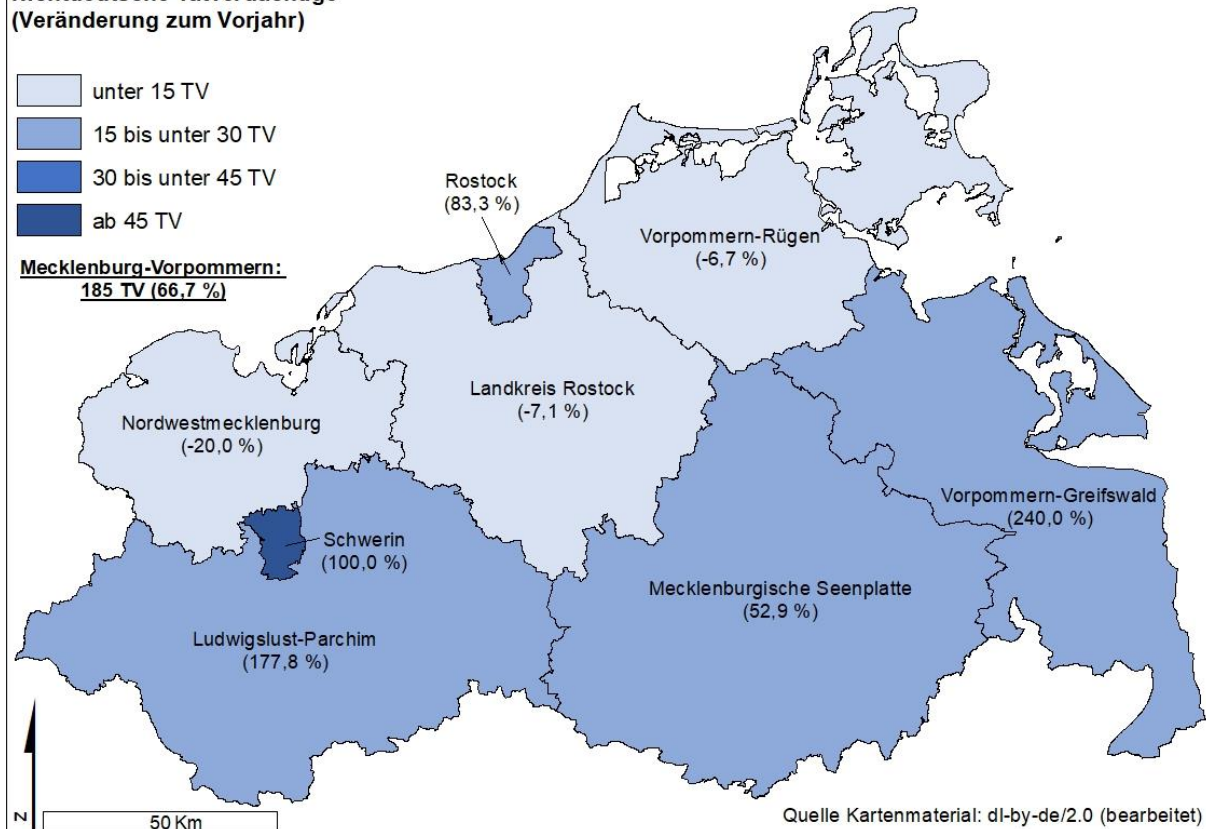 (Veränderung zum Vorjahr)
unter 15 TV
15 bis unter 30 TV
30 bis unter 45 TV
ab 45 TV
Mecklenburg-Vorpommern:
185 TV (66,7 %)
Rostock
(83,3 %)
Vorpommern-Rügen
(-6,7 %)
Landkreis Rostock
(-7,1 %)
Nordwestmecklenburg
(-20,0 %)
Vorpommern-Greifswald
(240,0 %)
Schwerin
(100,0 %)
Mecklenburgische Seenplatte
(52,9 %)
Ludwigslust-Parchim
(177,8 %)
N
50 Km
Quelle Kartenmaterial: dl-by-de/2.0 (bearbeitet)